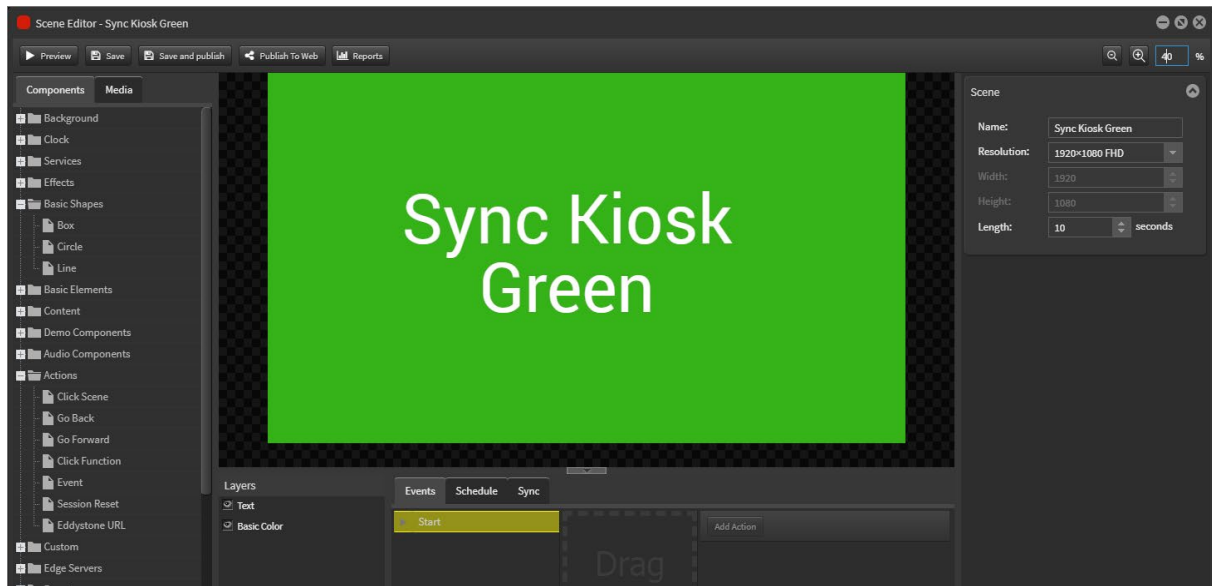 Scene Editor - Sync Kiosk Green
Preview
Save
Save and publish
Publish To Web
Reports
40
%
Components
Media
Background
Clock
Services
Effects
Basic Shapes
Box
Circle
Line
Basic Elements
Content
Demo Components
Audio Components
Actions
Click Scene
Go Back
Go Forward
Click Function
Event
Session Reset
Eddystone URL
Custom
Edge Servers
Sync Kiosk
Green
Layers
Text
Basic Color
Events
Schedule
Sync
Start
Drag
Add Action
Scene
Name:
Sync Kiosk Green
Resolution:
1920×1080 FHD
Width:
1920
Height:
1080
Length:
10
seconds